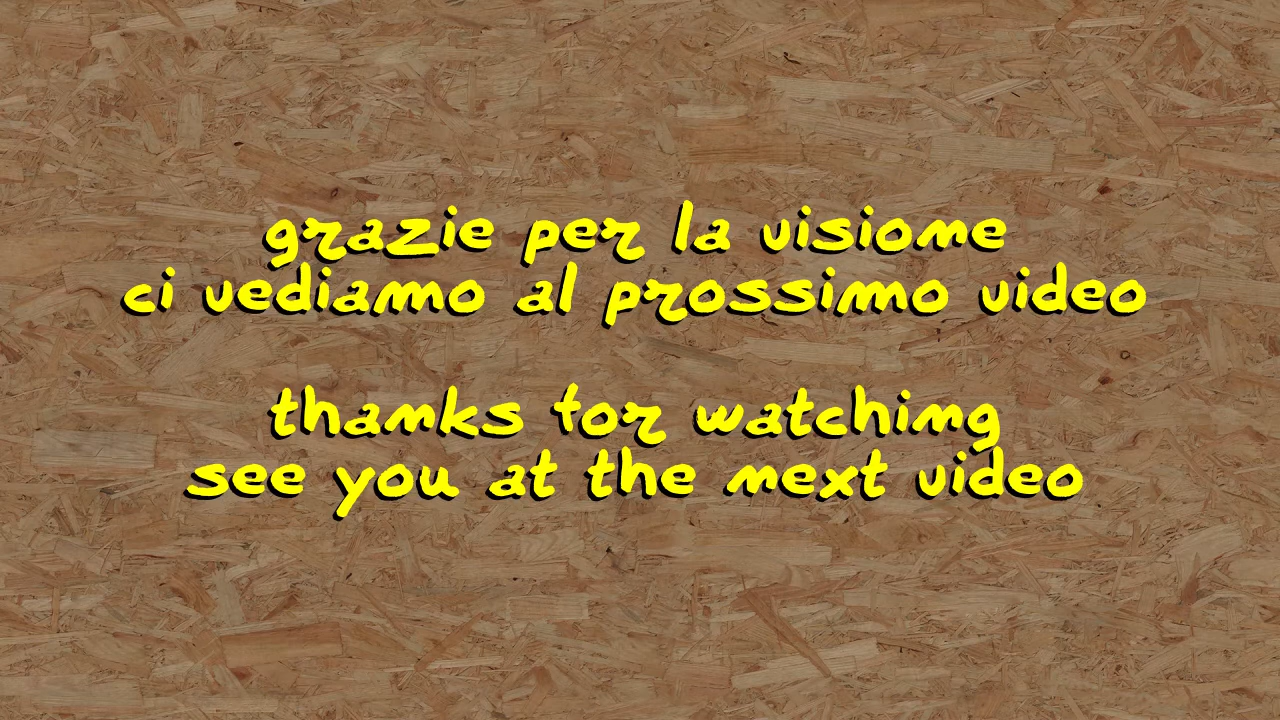 grazie per la visione
ci vediamo al prossimo video
thanks for watching
see you at the next video